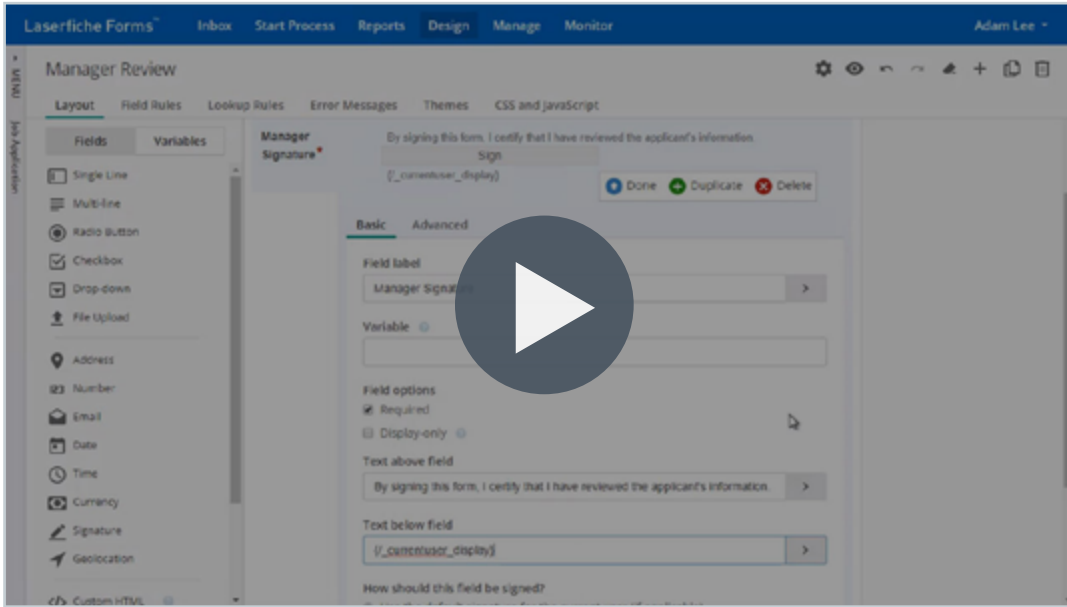 Laserfiche Forms™ Inbox Start Process Reports Design Manage Monitor Adam Lee
MENU
Job Application
Manager Review
Layout Field Rules Lookup Rules Error Messages Themes CSS and JavaScript
Fields Variables
Single Line
Multi-line
Radio Button
Checkbox
Drop-down
File Upload
Address
123 Number
Email
Date
Time
Currency
Signature
Geolocation
</> Custom HTML
Manager
Signature*
By signing this form, I certify that I have reviewed the applicant's information.
Sign
{/_currentuser_display}
Done Duplicate Delete
Basic Advanced
Field label
Manager Signature
Variable
Field options
Required
Display-only
Text above field
By signing this form, I certify that I have reviewed the applicant's information.
Text below field
{/_currentuser_display}
How should this field be signed?